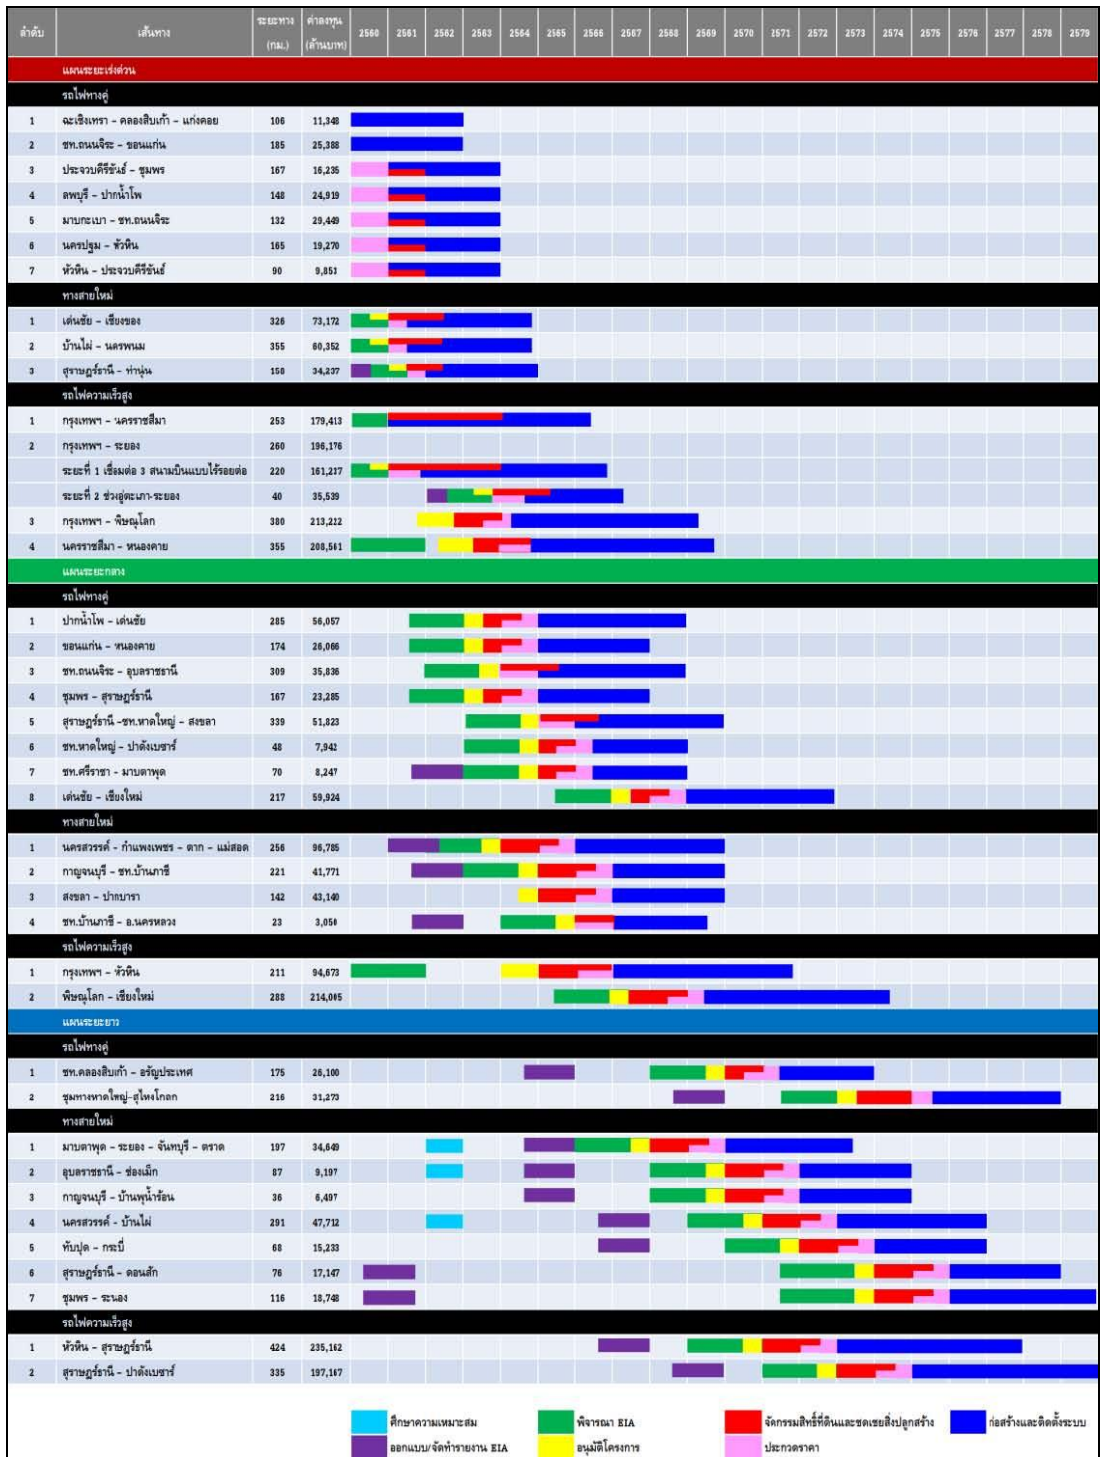 ลำดับ เส้นทาง ระยะทาง (กม.) ค่าลงทุน (ล้านบาท) 2560 2561 2562 2563 2564 2565 2566 2567 2568 2569 2570 2571 2572 2573 2574 2575 2576 2577 2578 2579
แผนระยะเร่งด่วน
รถไฟทางคู่
1 ฉะเชิงเทรา – คลองสิบเก้า – แก่งคอย 106 11,348
2 ชท.ถนนจิระ – ขอนแก่น 185 25,388
3 ประจวบคีรีขันธ์ – ชุมพร 167 16,235
4 ลพบุรี – ปากน้ำโพ 148 24,919
5 มาบกะเบา – ชท.ถนนจิระ 132 29,449
6 นครปฐม – หัวหิน 165 19,270
7 หัวหิน – ประจวบคีรีขันธ์ 90 9,853
ทางสายใหม่
1 เด่นชัย – เชียงของ 326 73,172
2 บ้านไผ่ – นครพนม 355 60,352
3 สุราษฎร์ธานี – ท่านุ่น 158 34,237
รถไฟความเร็วสูง
1 กรุงเทพฯ – นครราชสีมา 253 179,413
2 กรุงเทพฯ – ระยอง 260 196,176
ระยะที่ 1 เชื่อมต่อ 3 สนามบินแบบไร้รอยต่อ 220 161,237
ระยะที่ 2 ช่วงอู่ตะเภา-ระยอง 40 35,539
3 กรุงเทพฯ – พิษณุโลก 380 213,222
4 นครราชสีมา – หนองคาย 355 208,561
แผนระยะกลาง
รถไฟทางคู่
1 ปากน้ำโพ – เด่นชัย 285 56,057
2 ขอนแก่น – หนองคาย 174 26,066
3 ชท.ถนนจิระ – อุบลราชธานี 309 35,836
4 ชุมพร – สุราษฎร์ธานี 167 23,285
5 สุราษฎร์ธานี –ชท.หาดใหญ่ – สงขลา 339 51,823
6 ชท.หาดใหญ่ – ปาดังเบซาร์ 48 7,942
7 ชท.ศรีราชา - มาบตาพุด 70 8,247
8 เด่นชัย – เชียงใหม่ 217 59,924
ทางสายใหม่
1 นครสวรรค์ - กำแพงเพชร – ตาก – แม่สอด 256 96,785
2 กาญจนบุรี – ชท.บ้านภาชี 221 41,771
3 สงขลา – ปากบารา 142 43,140
4 ชท.บ้านภาชี – อ.นครหลวง 23 3,050
รถไฟความเร็วสูง
1 กรุงเทพฯ – หัวหิน 211 94,673
2 พิษณุโลก – เชียงใหม่ 288 214,005
แผนระยะยาว
รถไฟทางคู่
1 ชท.คลองสิบเก้า – อรัญประเทศ 175 26,100
2 ชุมทางหาดใหญ่-สุไหงโกลก 216 31,273
ทางสายใหม่
1 มาบตาพุด – ระยอง – จันทบุรี – ตราด 197 34,649
2 อุบลราชธานี – ช่องเม็ก 87 9,197
3 กาญจนบุรี – บ้านพุน้ำร้อน 36 6,497
4 นครสวรรค์ - บ้านไผ่ 291 47,712
5 ทับปุด – กระบี่ 68 15,233
6 สุราษฎร์ธานี – ดอนสัก 76 17,147
7 ชุมพร – ระนอง 116 18,748
รถไฟความเร็วสูง
1 หัวหิน – สุราษฎร์ธานี 424 235,162
2 สุราษฎร์ธานี – ปาดังเบซาร์ 335 197,167
ศึกษาความเหมาะสม พิจารณา EIA จัดกรรมสิทธิ์ที่ดินและชดเชยสิ่งปลูกสร้าง ก่อสร้างและติดตั้งระบบ
ออกแบบ/จัดทำรายงาน EIA อนุมัติโครงการ ประกวดราคา